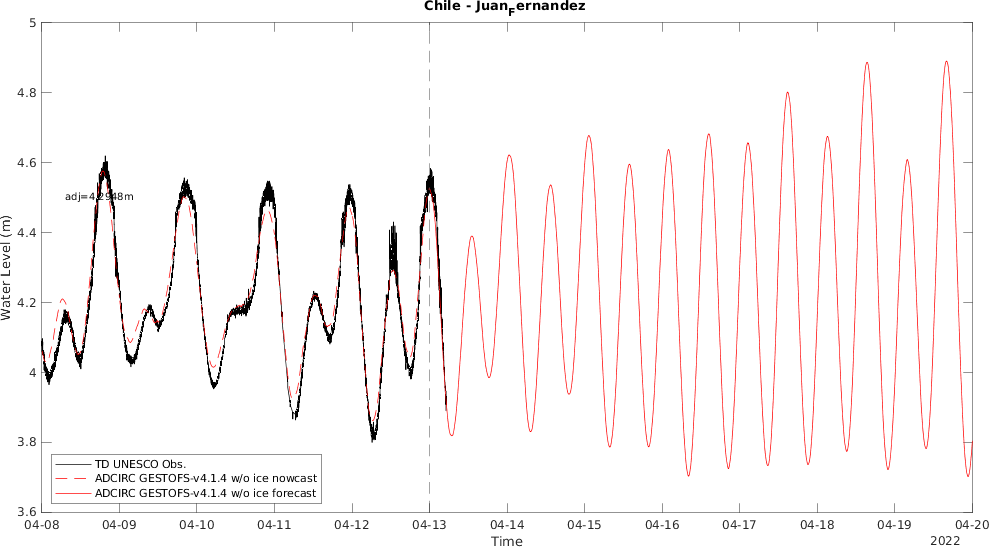 Chile - Juan_Fernandez
5
4.8
4.6
4.4
4.2
4
3.8
3.6
Water Level (m)
adj=4.2948m
TD UNESCO Obs.
ADCIRC GESTOFS-v4.1.4 w/o ice nowcast
ADCIRC GESTOFS-v4.1.4 w/o ice forecast
04-08 04-09 04-10 04-11 04-12 04-13 04-14 04-15 04-16 04-17 04-18 04-19 04-20
Time
2022